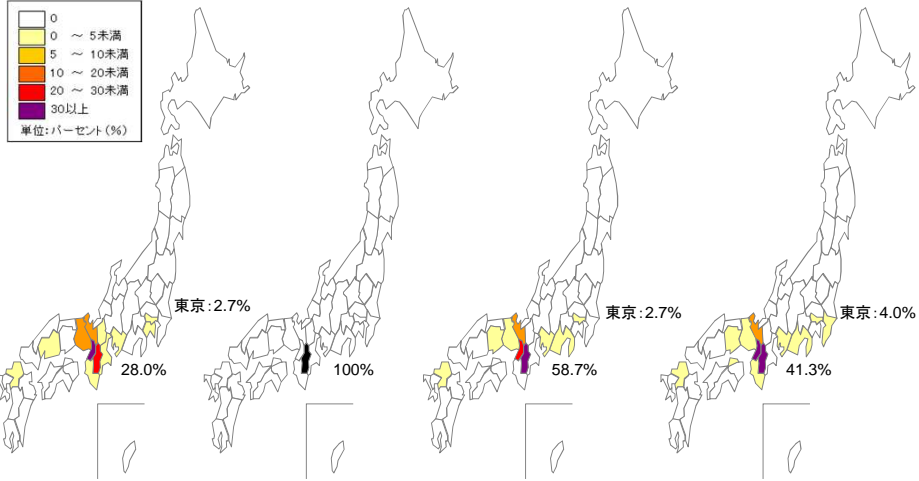 0
0 ～ 5未満
5 ～ 10未満
10 ～ 20未満
20 ～ 30未満
30以上
単位:パーセント(%)
東京:2.7%
28.0%
100%
東京:2.7%
58.7%
東京:4.0%
41.3%